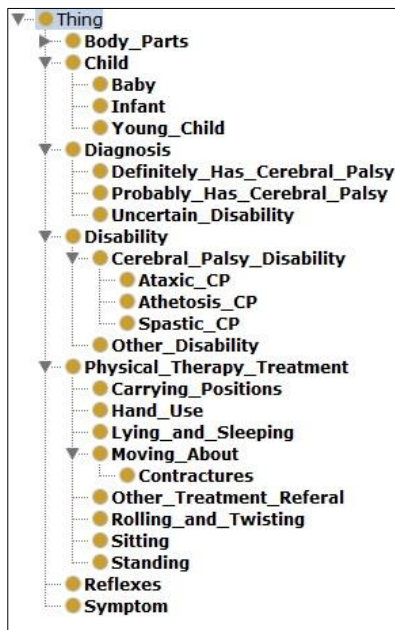 Thing
Body_Parts
Child
Baby
Infant
Young_Child
Diagnosis
Definitely_Has_Cerebral_Palsy
Probably_Has_Cerebral_Palsy
Uncertain_Disability
Disability
Cerebral_Palsy_Disability
Ataxic_CP
Athetosis_CP
Spastic_CP
Other_Disability
Physical_Therapy_Treatment
Carrying_Positions
Hand_Use
Lying_and_Sleeping
Moving_About
Contractures
Other_Treatment_Referal
Rolling_and_Twisting
Sitting
Standing
Reflexes
Symptom